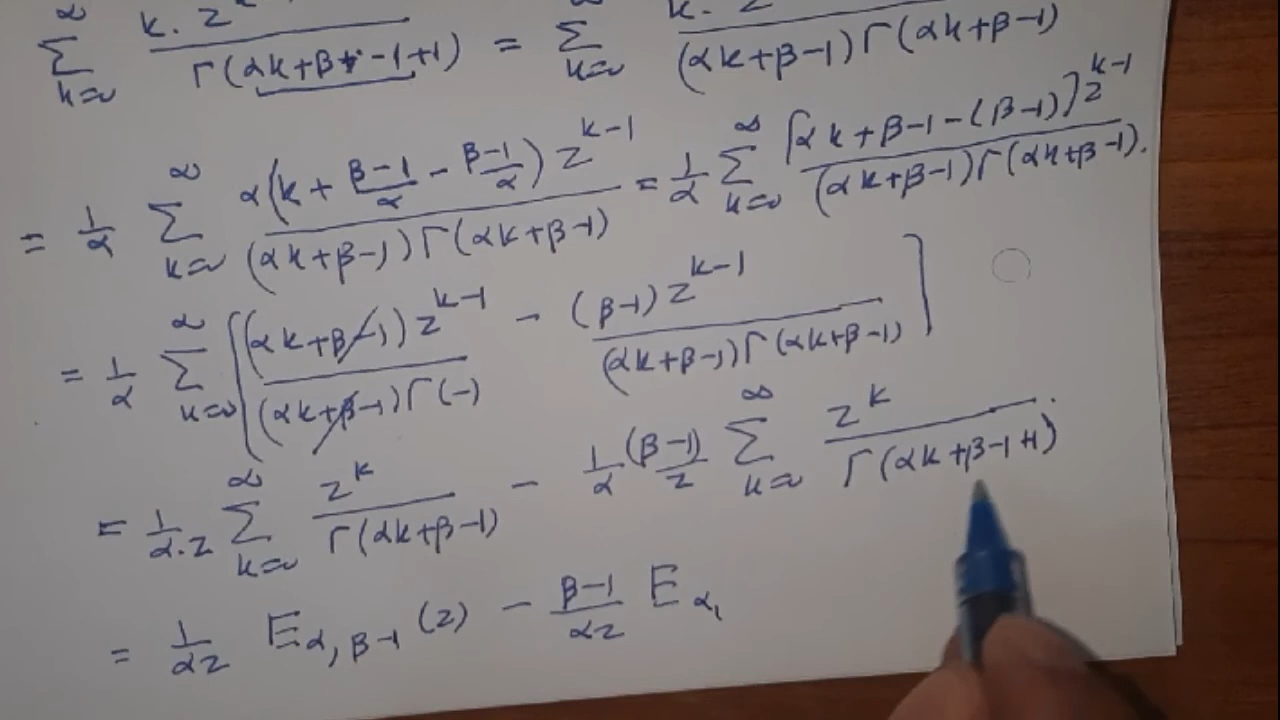 ∞ ∑ k=0 k. z / Γ(αk+β+-1+1) = ∑ k=0 k. z / (αk+β-1)Γ(αk+β-1)
= 1/α ∞ ∑ k=0 α(k + β-1/α - β-1/α) z^{k-1} / (αk+β-1)Γ(αk+β-1) = 1/α ∞ ∑ k=0 [αk+β-1-(β-1)] z^{k-1} / (αk+β-1)Γ(αk+β-1).
= 1/α ∞ ∑ k=0 [(αk+β-1) z^{k-1} / (αk+β-1)Γ(-) - (β-1) z^{k-1} / (αk+β-1)Γ(αk+β-1)]
= 1/α.z ∞ ∑ k=0 z^k / Γ(αk+β-1) - 1/α (β-1)/z ∞ ∑ k=0 z^k / Γ(αk+β-1+1).
= 1/αz E_{α,β-1}(z) - β-1/αz E_{α,